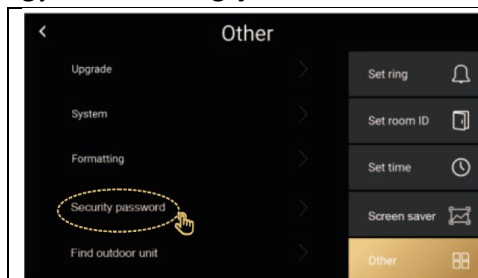 Other
Upgrade
System
Formatting
Security password
Find outdoor unit
Set ring
Set room ID
Set time
Screen saver
Other